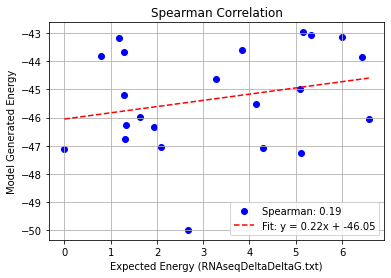 Spearman Correlation
Model Generated Energy
−43
−44
−45
−46
−47
−48
−49
−50
Spearman: 0.19
Fit: y = 0.22x + -46.05
0 1 2 3 4 5 6
Expected Energy (RNAseqDeltaDeltaG.txt)